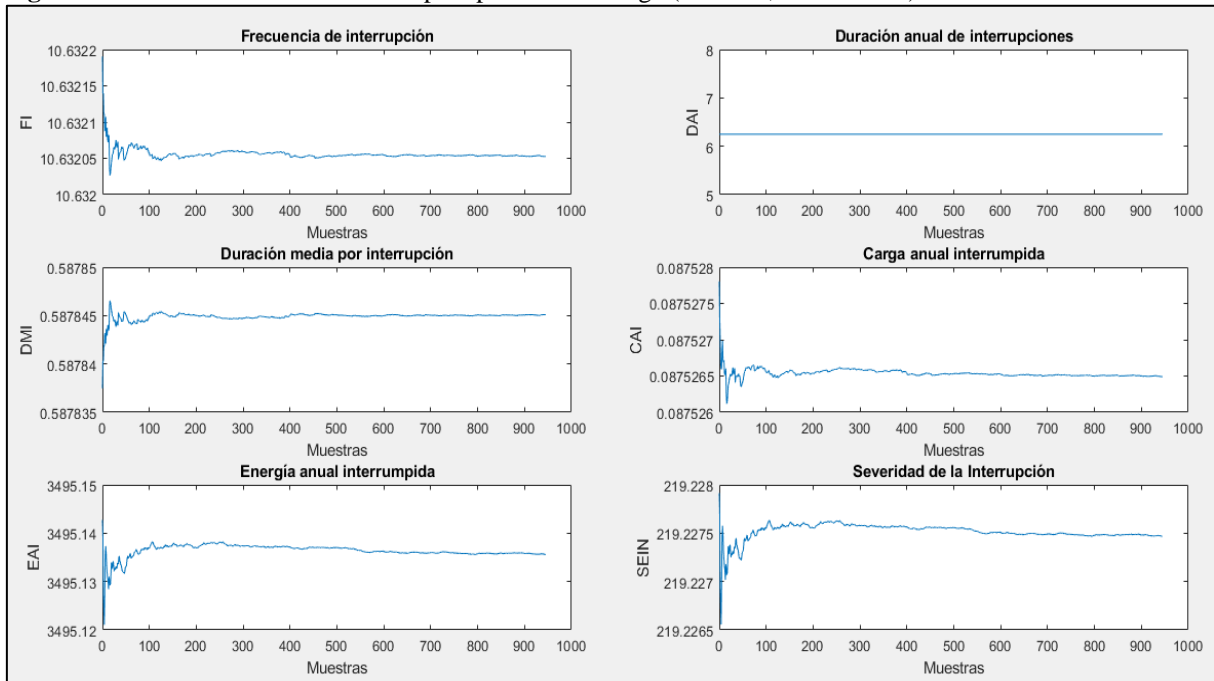 Frecuencia de interrupción
10.6322
10.63215
10.6321
10.63205
10.632
FI
0 100 200 300 400 500 600 700 800 900 1000
Muestras
Duración anual de interrupciones
8
7
6
5
DAI
0 100 200 300 400 500 600 700 800 900 1000
Muestras
Duración media por interrupción
0.58785
0.587845
0.58784
0.587835
DMI
0 100 200 300 400 500 600 700 800 900 1000
Muestras
Carga anual interrumpida
0.087528
0.0875275
0.087527
0.0875265
0.087526
CAI
0 100 200 300 400 500 600 700 800 900 1000
Muestras
Energía anual interrumpida
3495.15
3495.14
3495.13
3495.12
EAI
0 100 200 300 400 500 600 700 800 900 1000
Muestras
Severidad de la Interrupción
219.228
219.2275
219.227
219.2265
SEIN
0 100 200 300 400 500 600 700 800 900 1000
Muestras